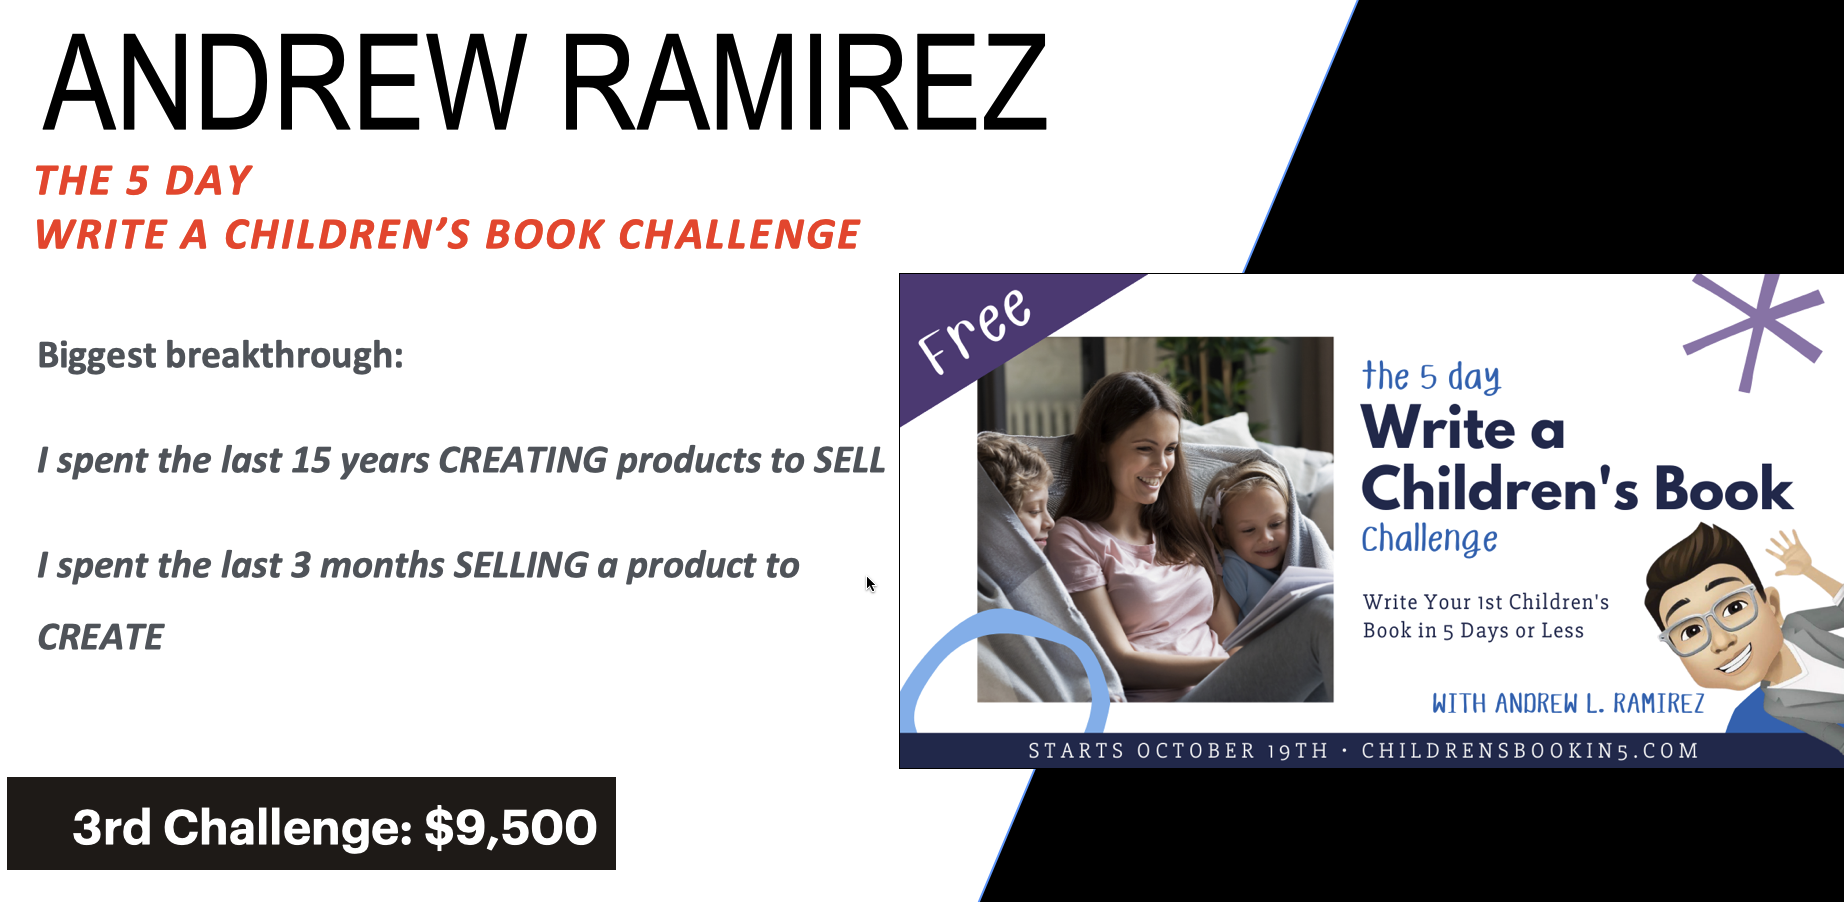 ANDREW RAMIREZ
THE 5 DAY
WRITE A CHILDREN’S BOOK CHALLENGE
Biggest breakthrough:
I spent the last 15 years CREATING products to SELL
I spent the last 3 months SELLING a product to
CREATE
3rd Challenge: $9,500
Free
the 5 day
Write a
Children's Book
Challenge
Write Your 1st Children's
Book in 5 Days or Less
WITH ANDREW L. RAMIREZ
STARTS OCTOBER 19TH · CHILDRENSBOOKIN5.COM